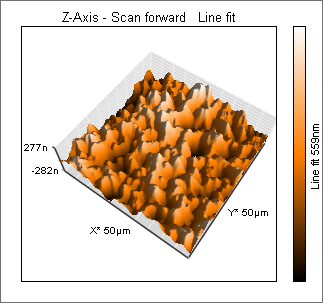 Z-Axis - Scan forward   Line fit
277n
-282n
X* 50µm
Y* 50µm
Line fit 559nm